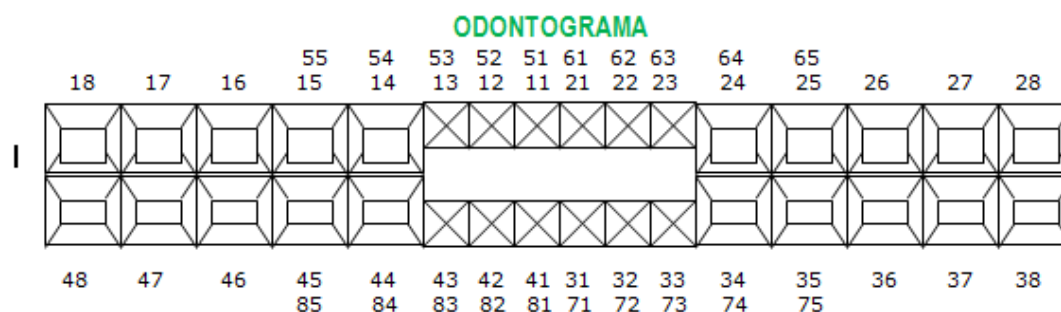 ODONTOGRAMA
55 54 53 52 51 61 62 63 64 65
18 17 16 15 14 13 12 11 21 22 23 24 25 26 27 28
I
48 47 46 45 44 43 42 41 31 32 33 34 35 36 37 38
85 84 83 82 81 71 72 73 74 75